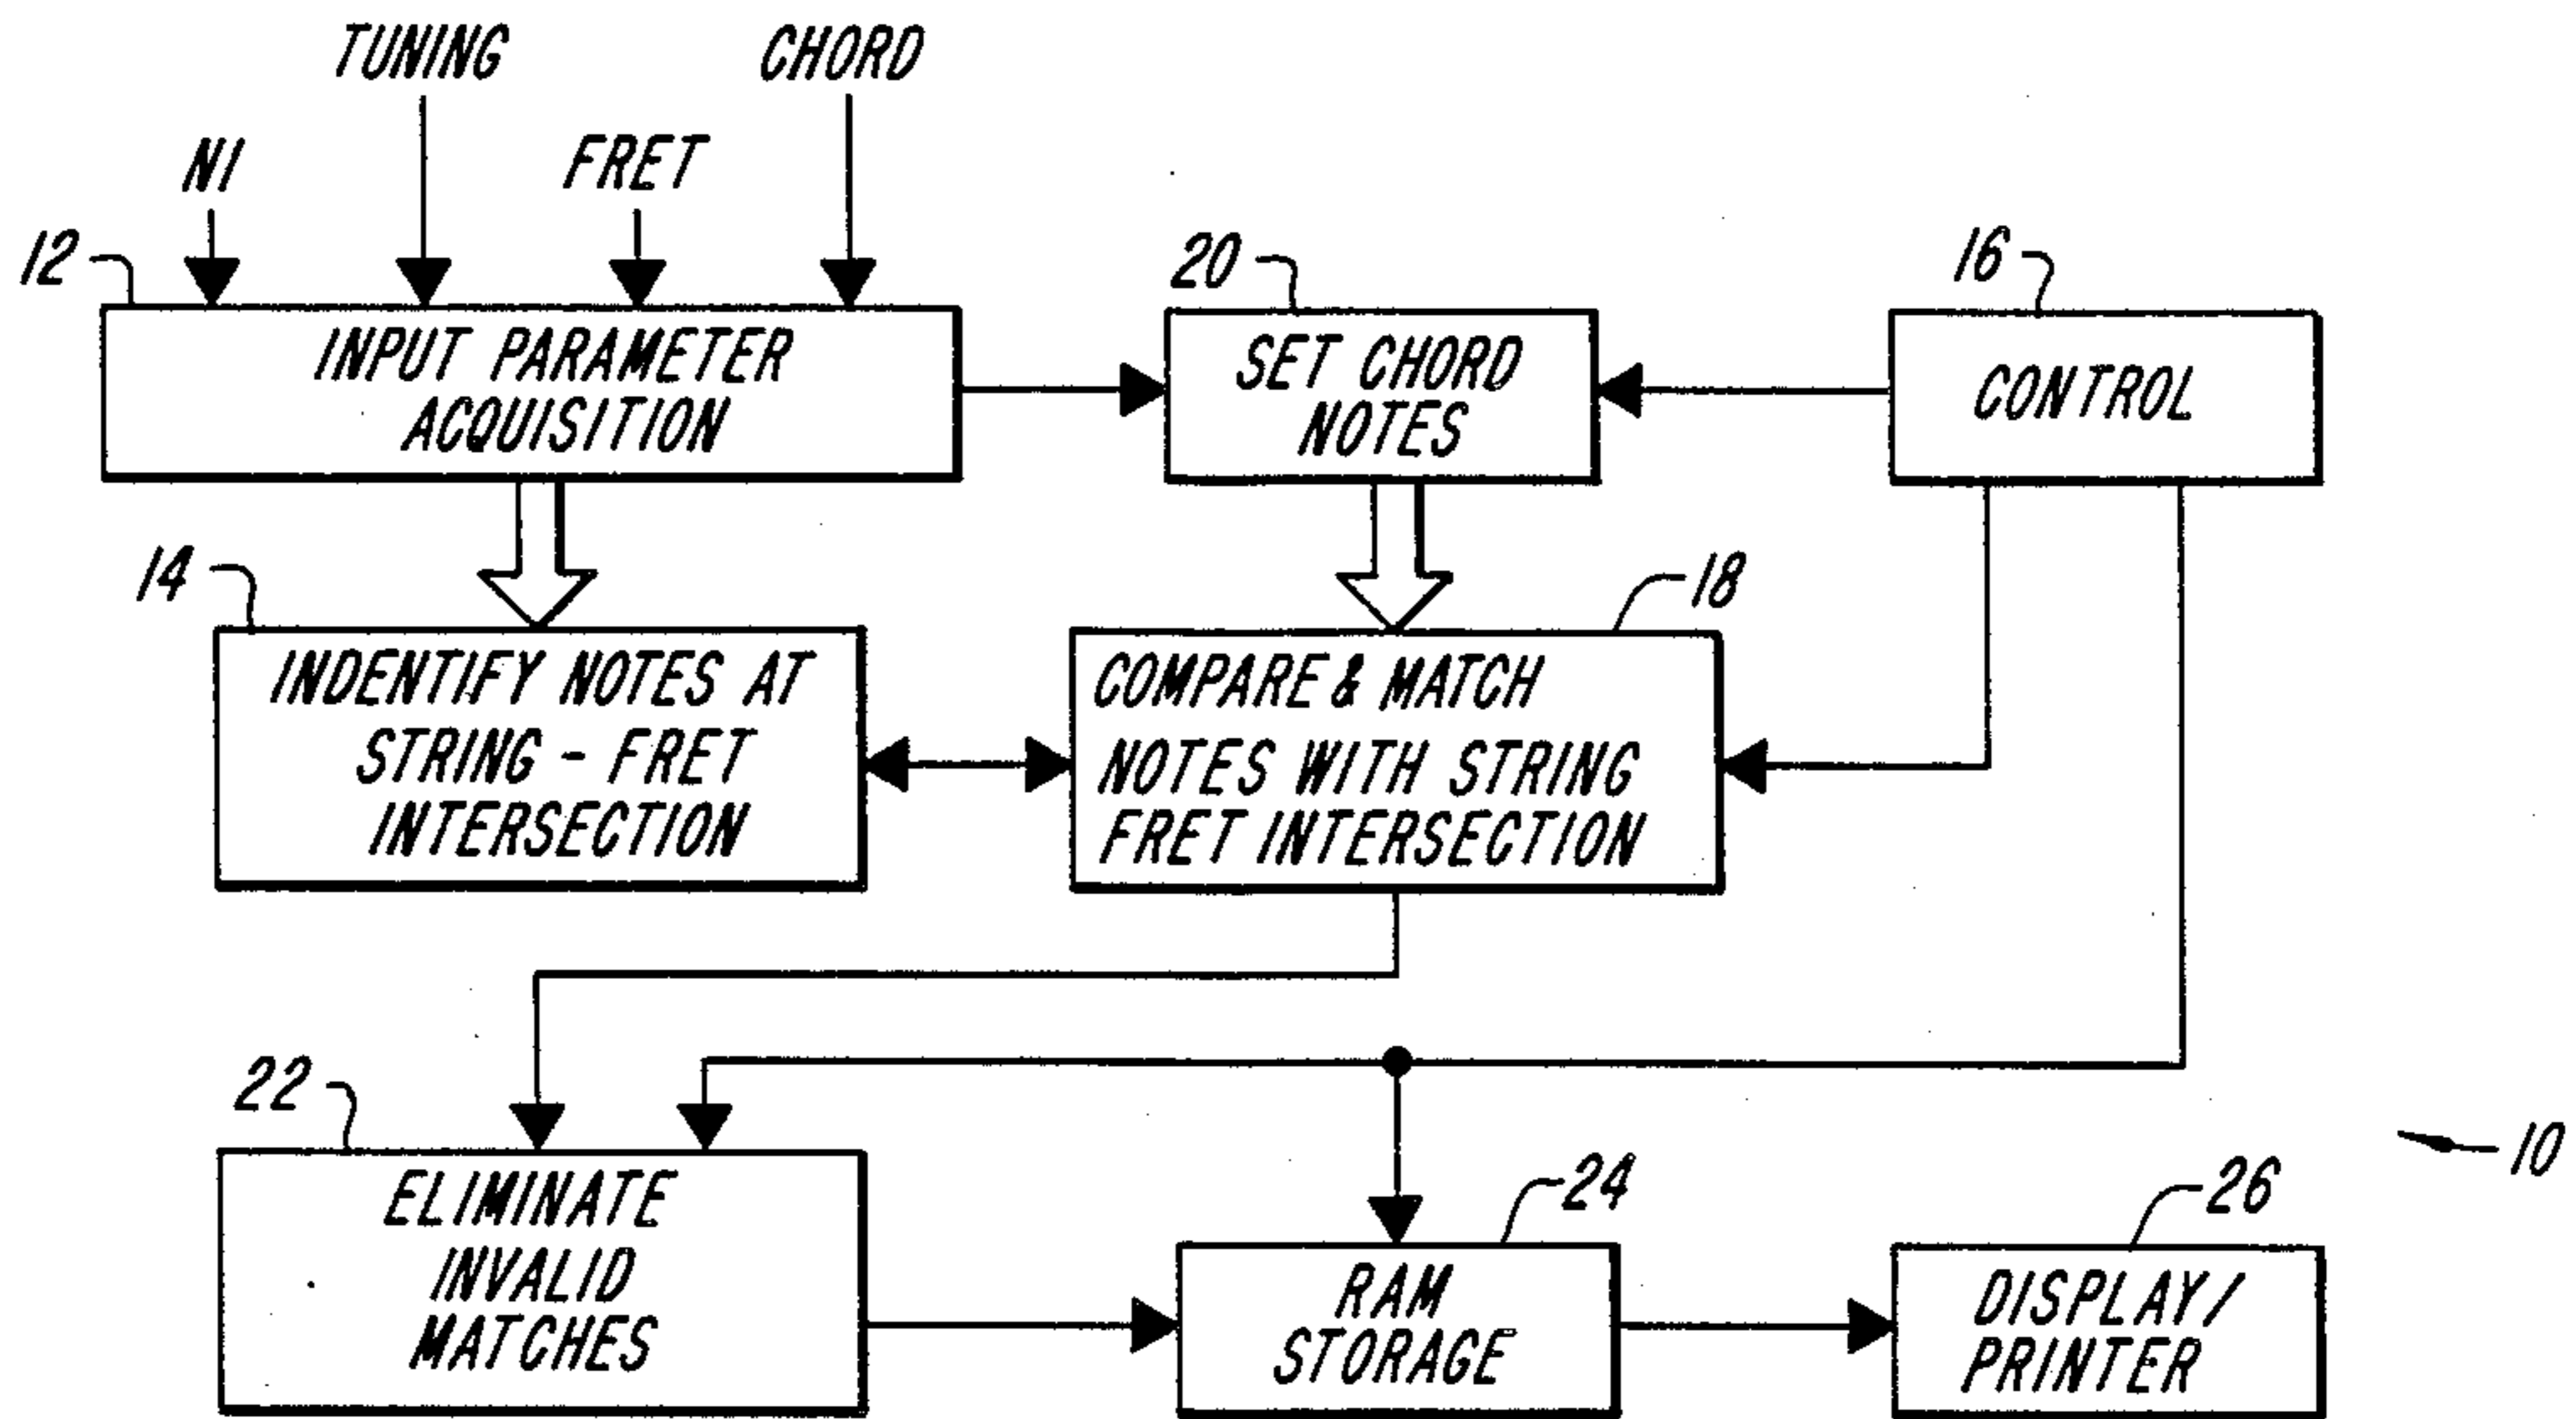 TUNING
CHORD
N1
FRET
12
20
16
INPUT PARAMETER
ACQUISITION
SET CHORD
NOTES
CONTROL
14
18
INDENTIFY NOTES AT
STRING - FRET
INTERSECTION
COMPARE & MATCH
NOTES WITH STRING
FRET INTERSECTION
22
10
24
26
ELIMINATE
INVALID
MATCHES
RAM
STORAGE
DISPLAY/
PRINTER